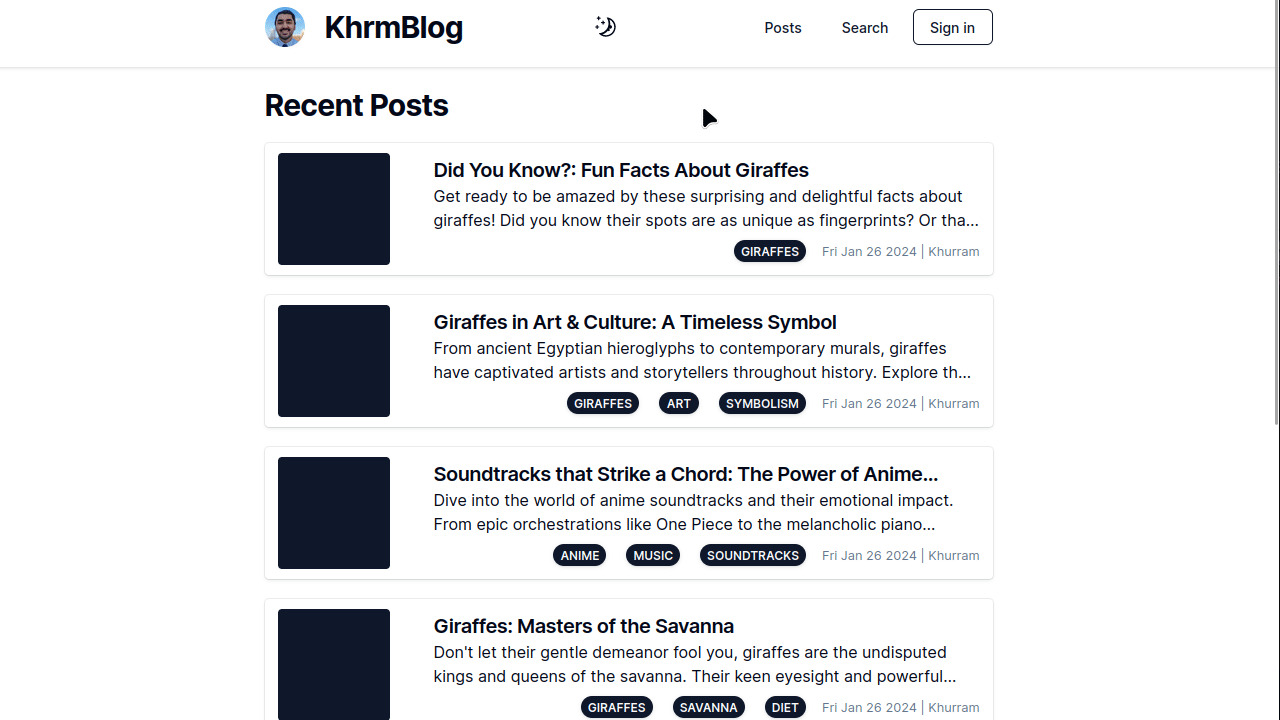 KhrmBlog
Posts
Search
Sign in
Recent Posts
Did You Know?: Fun Facts About Giraffes
Get ready to be amazed by these surprising and delightful facts about
giraffes! Did you know their spots are as unique as fingerprints? Or tha...
GIRAFFES
Fri Jan 26 2024 | Khurram
Giraffes in Art & Culture: A Timeless Symbol
From ancient Egyptian hieroglyphs to contemporary murals, giraffes
have captivated artists and storytellers throughout history. Explore th...
GIRAFFES
ART
SYMBOLISM
Fri Jan 26 2024 | Khurram
Soundtracks that Strike a Chord: The Power of Anime...
Dive into the world of anime soundtracks and their emotional impact.
From epic orchestrations like One Piece to the melancholic piano...
ANIME
MUSIC
SOUNDTRACKS
Fri Jan 26 2024 | Khurram
Giraffes: Masters of the Savanna
Don't let their gentle demeanor fool you, giraffes are the undisputed
kings and queens of the savanna. Their keen eyesight and powerful...
GIRAFFES
SAVANNA
DIET
Fri Jan 26 2024 | Khurram